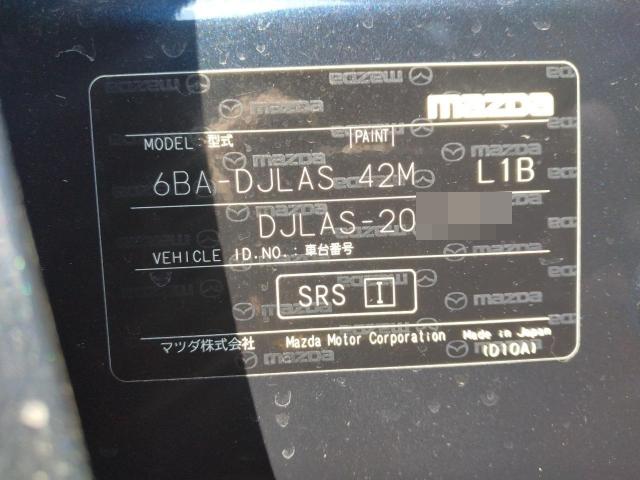 mazda
MODEL 型式 PAINT
6BA-DJLAS 42M L1B
DJLAS-20
VEHICLE ID.NO. 車台番号
SRS I
マツダ株式会社 Mazda Motor Corporation Made in Japan
(D10A)